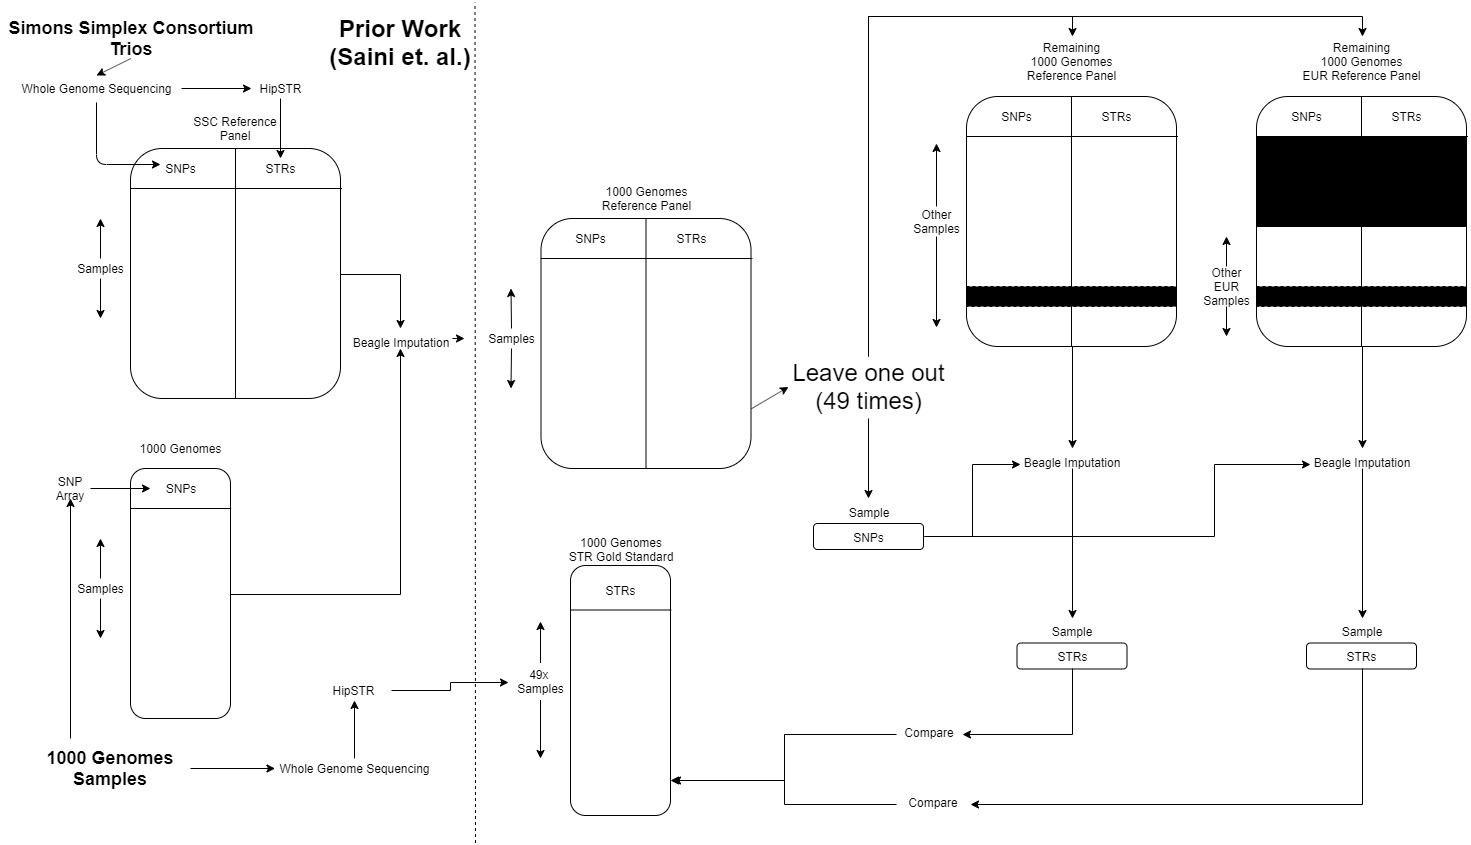 Simons Simplex Consortium
Trios
Prior Work
(Saini et. al.)
Whole Genome Sequencing
HipSTR
SSC Reference
Panel
SNPs
STRs
Samples
Beagle Imputation
1000 Genomes
SNP
Array
SNPs
Samples
1000 Genomes
Samples
Whole Genome Sequencing
HipSTR
1000 Genomes
Reference Panel
SNPs
STRs
Samples
Leave one out
(49 times)
Remaining
1000 Genomes
Reference Panel
SNPs
STRs
Other
Samples
Remaining
1000 Genomes
EUR Reference Panel
SNPs
STRs
Other
EUR
Samples
Beagle Imputation
Beagle Imputation
Sample
SNPs
1000 Genomes
STR Gold Standard
STRs
49x
Samples
Sample
STRs
Sample
STRs
Compare
Compare